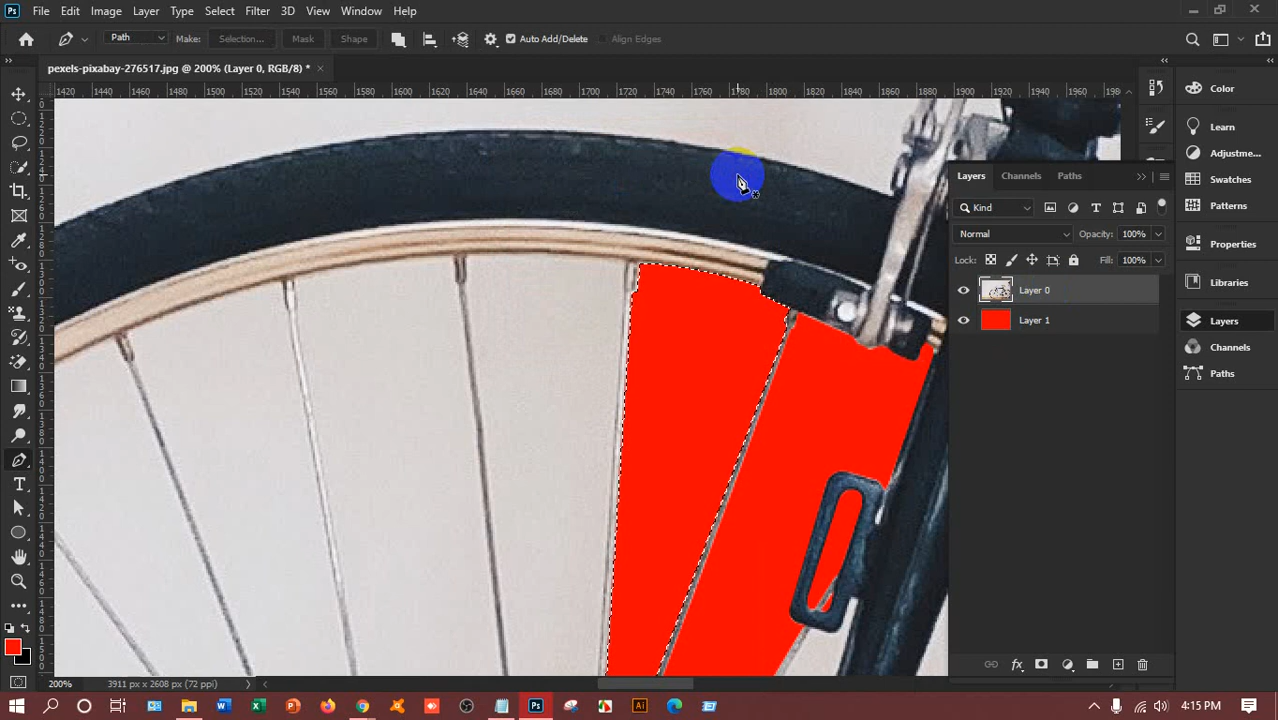 Ps File Edit Image Layer Type Select Filter 3D View Window Help
Path Make: Selection... Mask Shape Auto Add/Delete Align Edges
pexels-pixabay-276517.jpg @ 200% (Layer 0, RGB/8) * ×
1420 1440 1460 1480 1500 1520 1540 1560 1580 1600 1620 1640 1660 1680 1700 1720 1740 1760 1780 1800 1820 1840 1860 1880 1900 1920 1940 1960
Color
Learn
Adjustme...
Swatches
Patterns
Properties
Libraries
Layers
Channels
Paths
Layers Channels Paths
Kind
Normal Opacity: 100%
Lock: Fill: 100%
Layer 0
Layer 1
fx
200% 3911 px x 2608 px (72 ppi)
W X P Ps Ai
4:15 PM